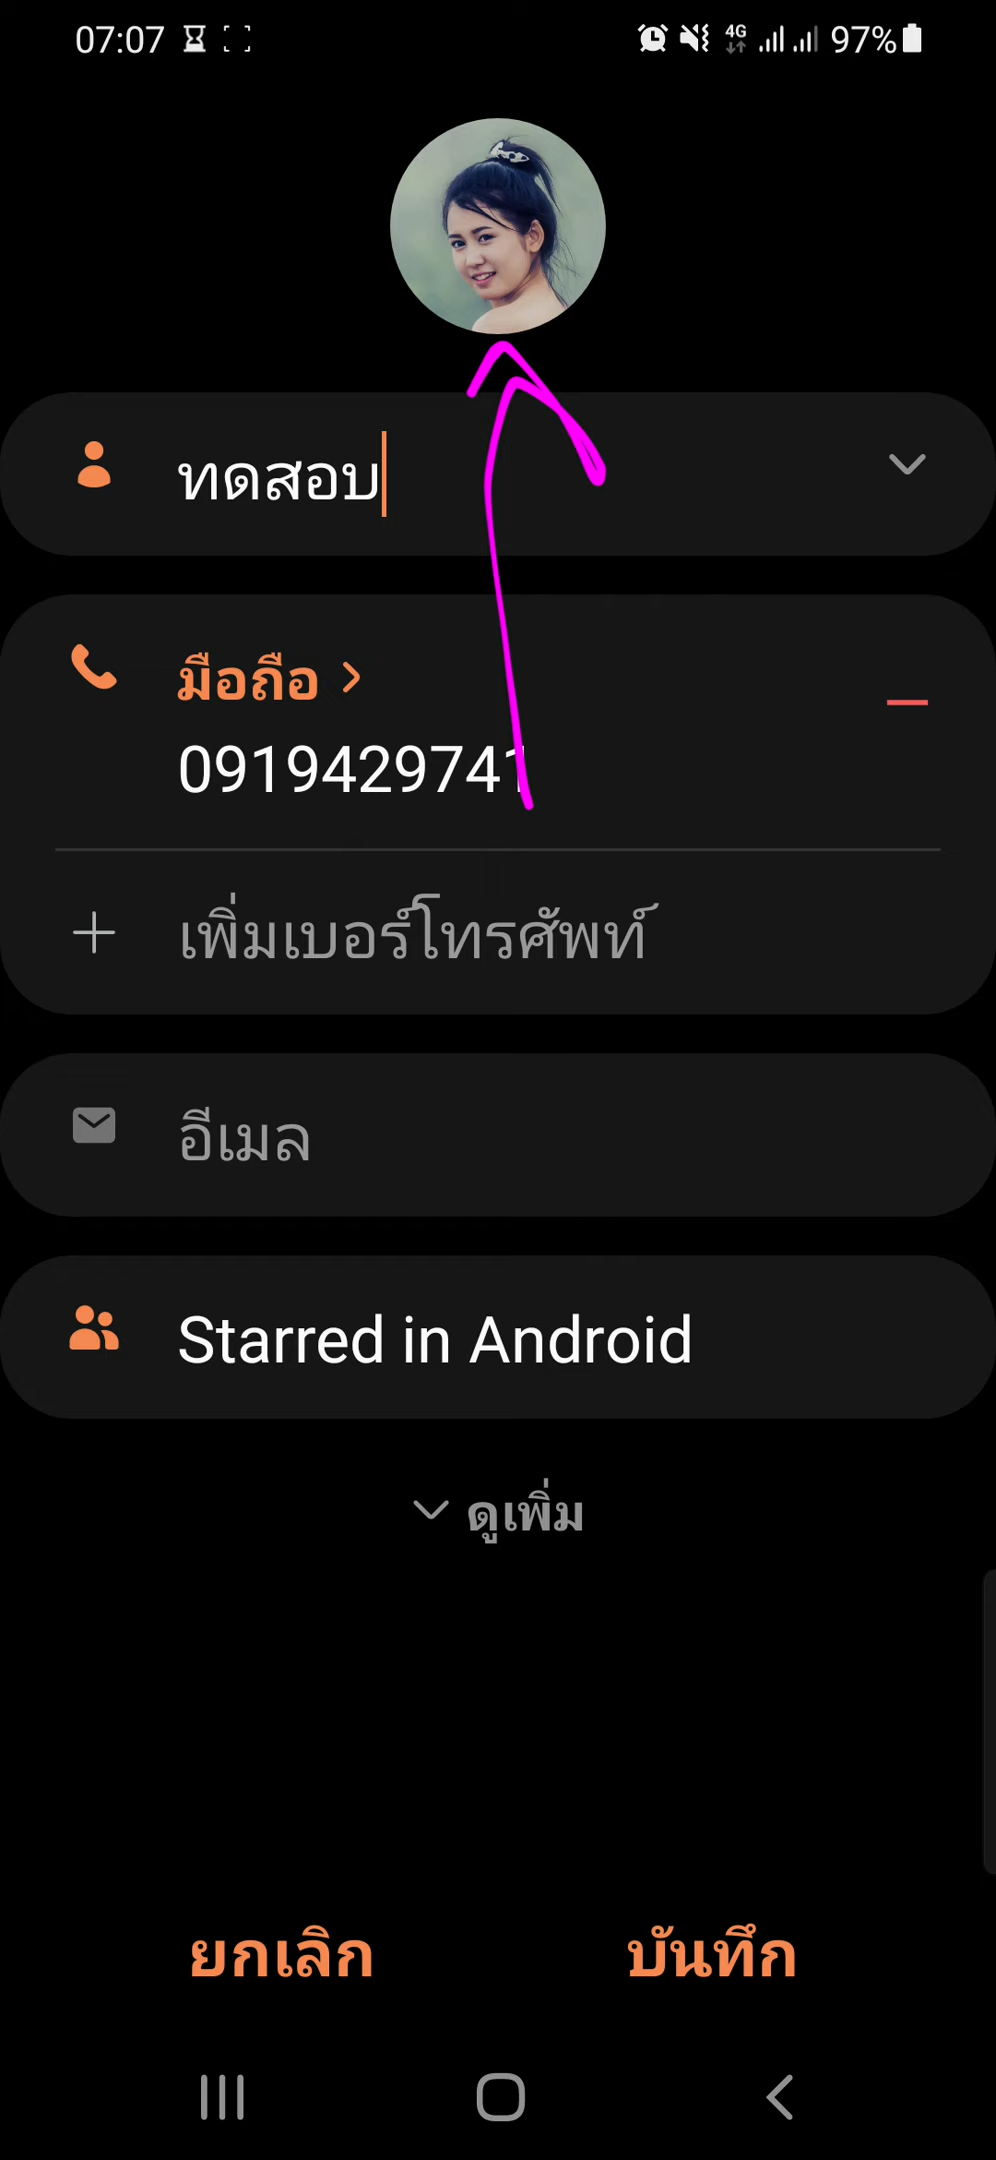 07:07 4G 97%
ทดสอบ
มือถือ
0919429741
เพิ่มเบอร์โทรศัพท์
อีเมล
Starred in Android
ดูเพิ่ม
ยกเลิก บันทึก